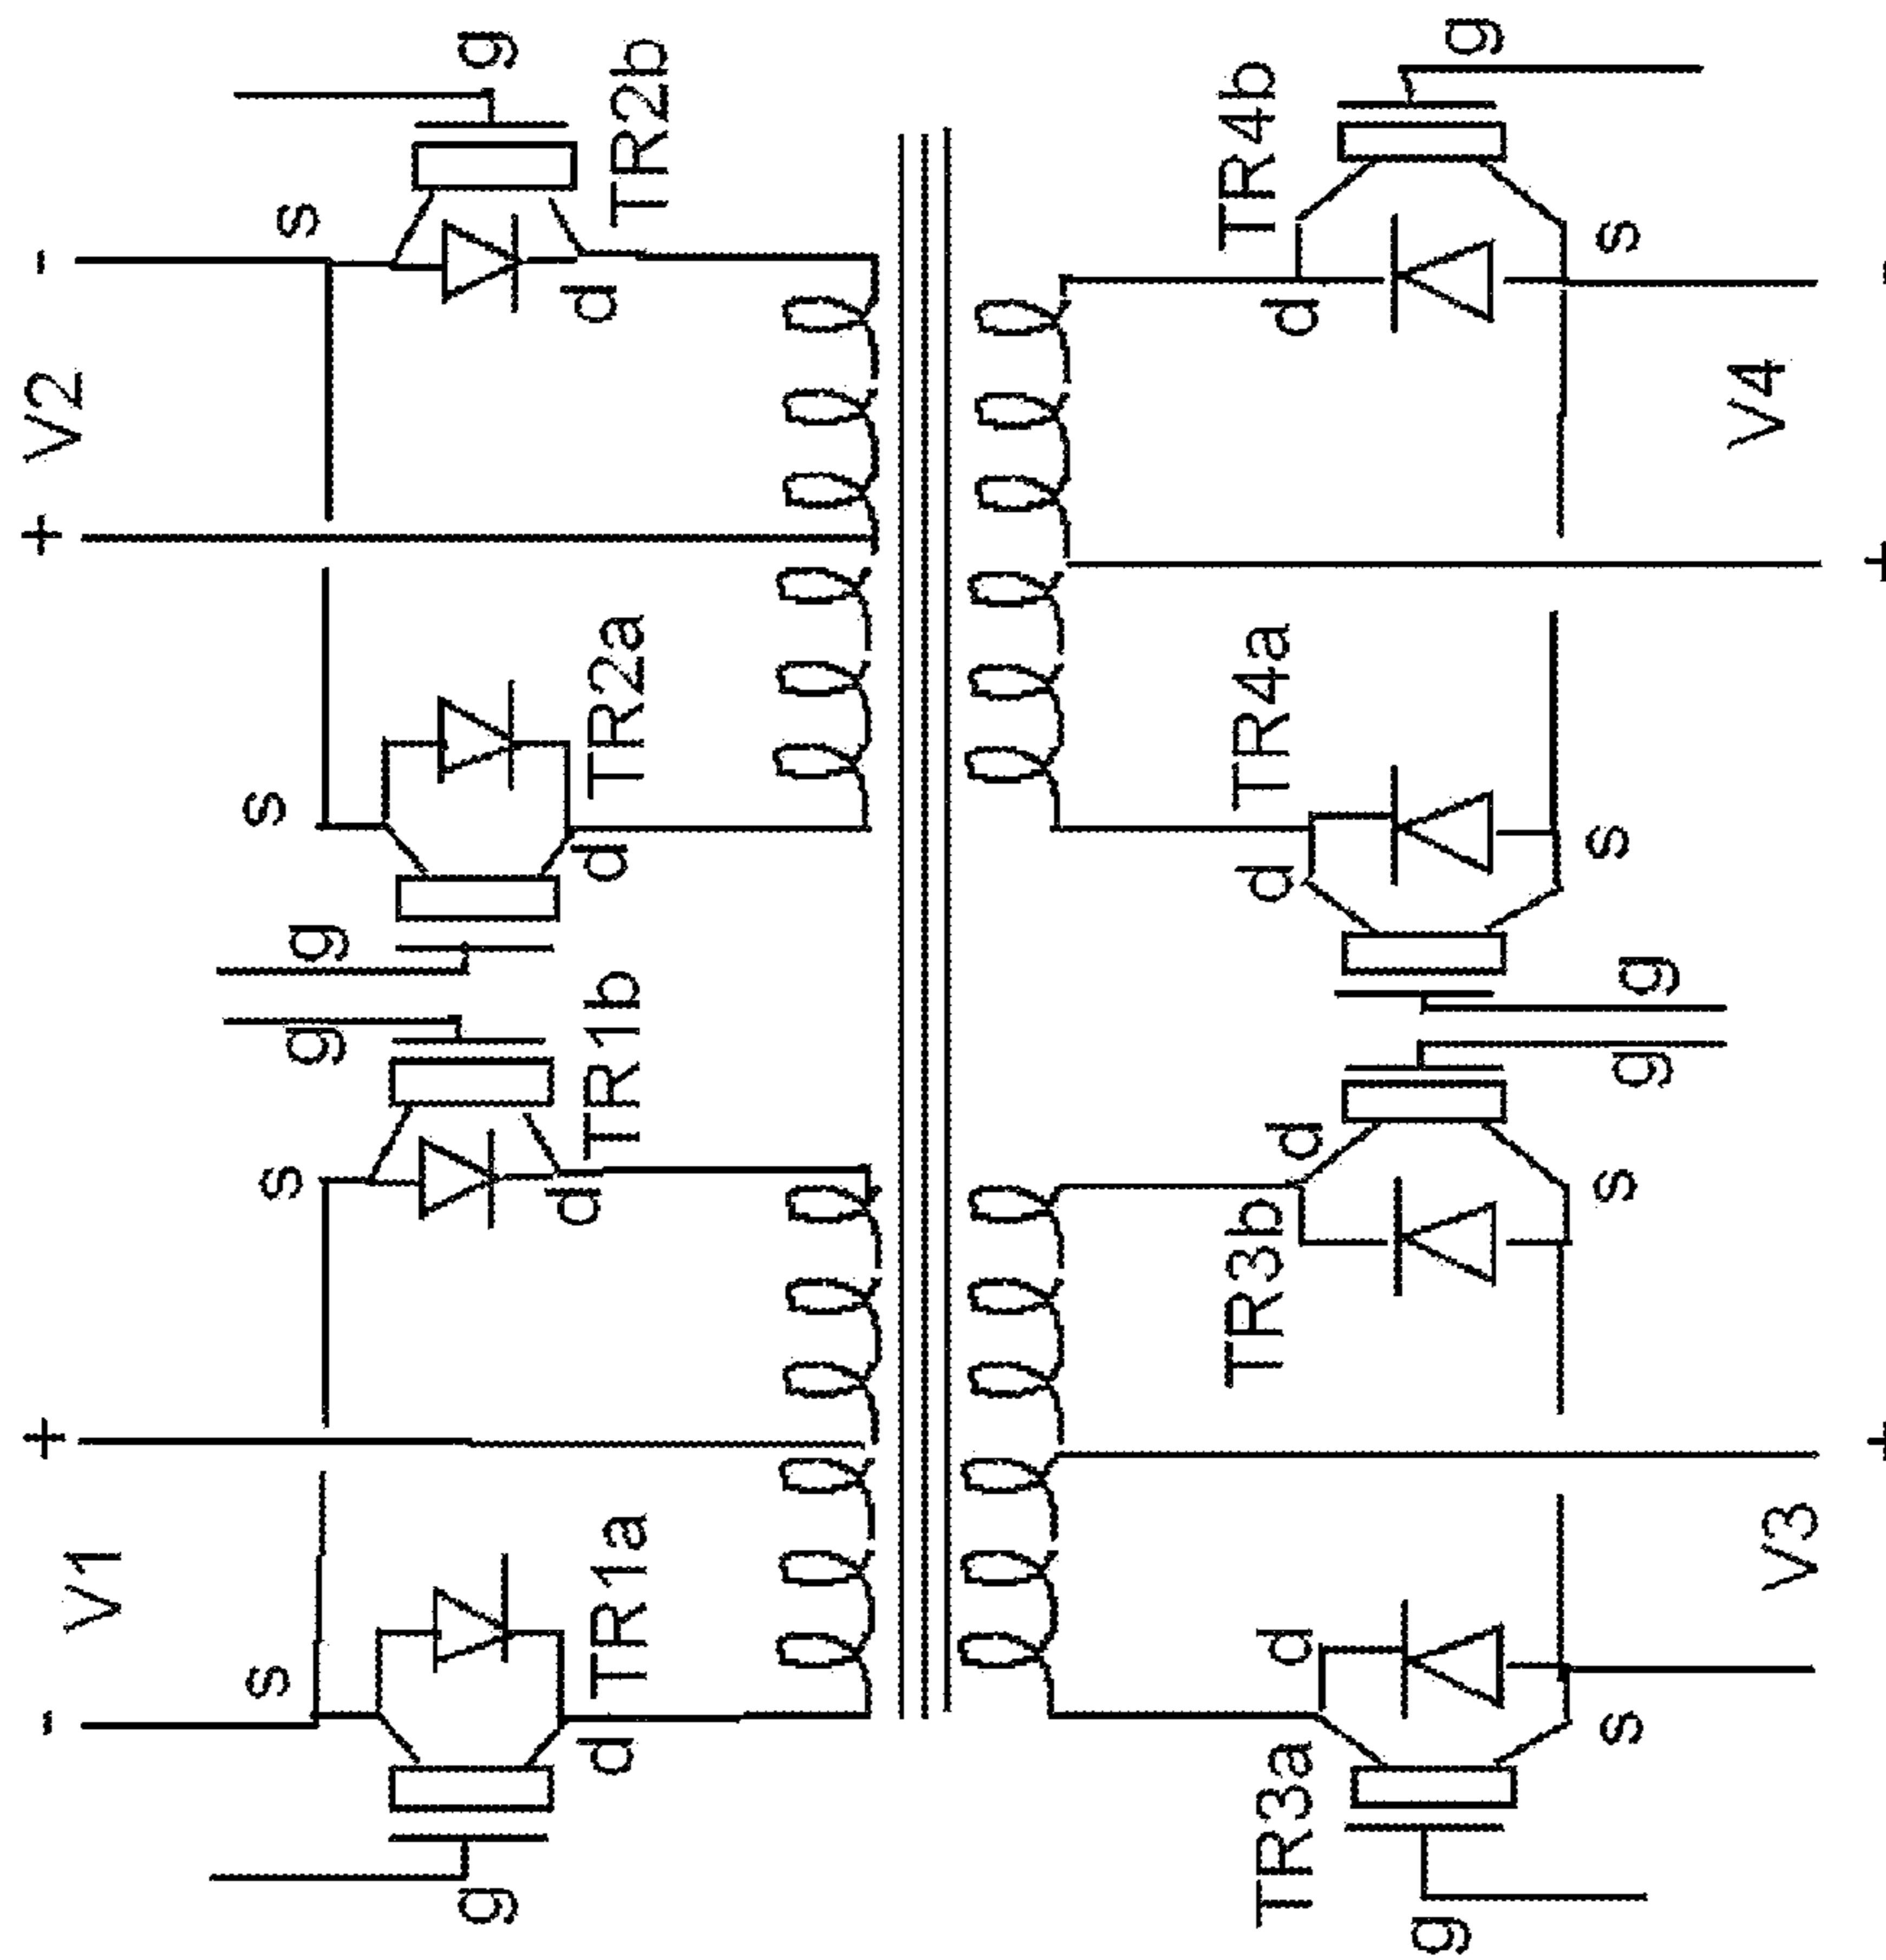 -
V1
+
+
V2
-
s
s
s
s
g
g
g
g
d
TR1a
d
TR1b
d
TR2a
d
TR2b
TR3a
d
TR3b
d
d
TR4a
d
TR4b
g
g
s
s
s
s
g
g
V3
V4
+
+
-